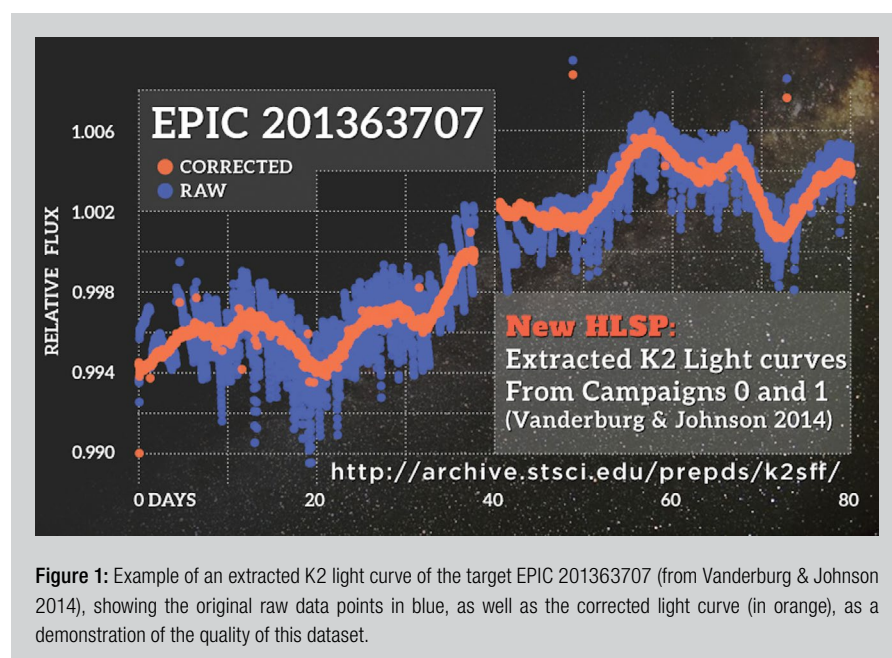 EPIC 201363707
CORRECTED
RAW
RELATIVE FLUX
1.006
1.002
0.998
0.994
0.990
New HLSP:
Extracted K2 Light curves
From Campaigns 0 and 1
(Vanderburg & Johnson 2014)
http://archive.stsci.edu/prepds/k2sff/
0 DAYS 20 40 60 80
Figure 1: Example of an extracted K2 light curve of the target EPIC 201363707 (from Vanderburg & Johnson
2014), showing the original raw data points in blue, as well as the corrected light curve (in orange), as a
demonstration of the quality of this dataset.